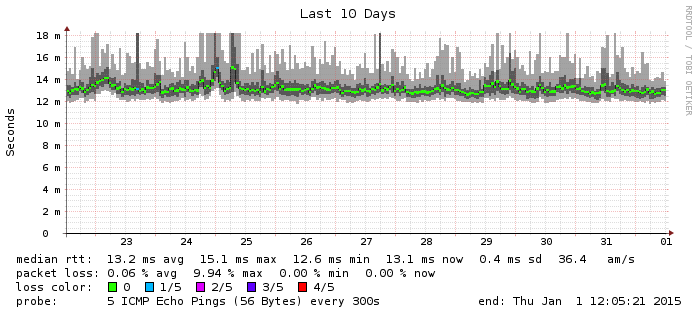 Last 10 Days
RRDTOOL / TOBI OETIKER
Seconds
18 m
16 m
14 m
12 m
10 m
8 m
6 m
4 m
2 m
0
23 24 25 26 27 28 29 30 31 01
median rtt: 13.2 ms avg 15.1 ms max 12.6 ms min 13.1 ms now 0.4 ms sd 36.4 am/s
packet loss: 0.06 % avg 9.94 % max 0.00 % min 0.00 % now
loss color: 0 1/5 2/5 3/5 4/5
probe: 5 ICMP Echo Pings (56 Bytes) every 300s end: Thu Jan 1 12:05:21 2015